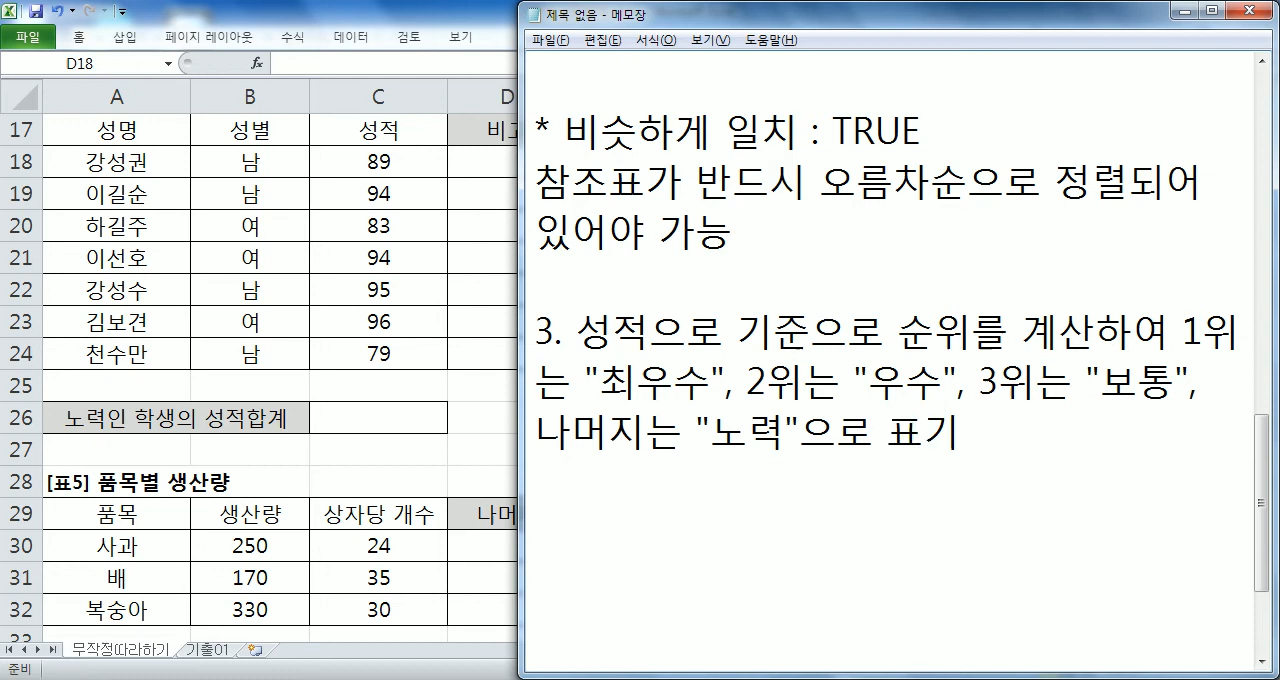 제목 없음 - 메모장
파일 홈 삽입 페이지 레이아웃 수식 데이터 검토 보기
파일(F) 편집(E) 서식(O) 보기(V) 도움말(H)
D18 fx
A B C D
17 성명 성별 성적
18 강성권 남 89
19 이길순 남 94
20 하길주 여 83
21 이선호 여 94
22 강성수 남 95
23 김보견 여 96
24 천수만 남 79
25
26 노력인 학생의 성적합계
27
28 [표5] 품목별 생산량
29 품목 생산량 상자당 개수 나머
30 사과 250 24
31 배 170 35
32 복숭아 330 30
33
무작정따라하기 기출01
준비
* 비슷하게 일치 : TRUE
참조표가 반드시 오름차순으로 정렬되어
있어야 가능
3. 성적으로 기준으로 순위를 계산하여 1위
는 "최우수", 2위는 "우수", 3위는 "보통",
나머지는 "노력"으로 표기